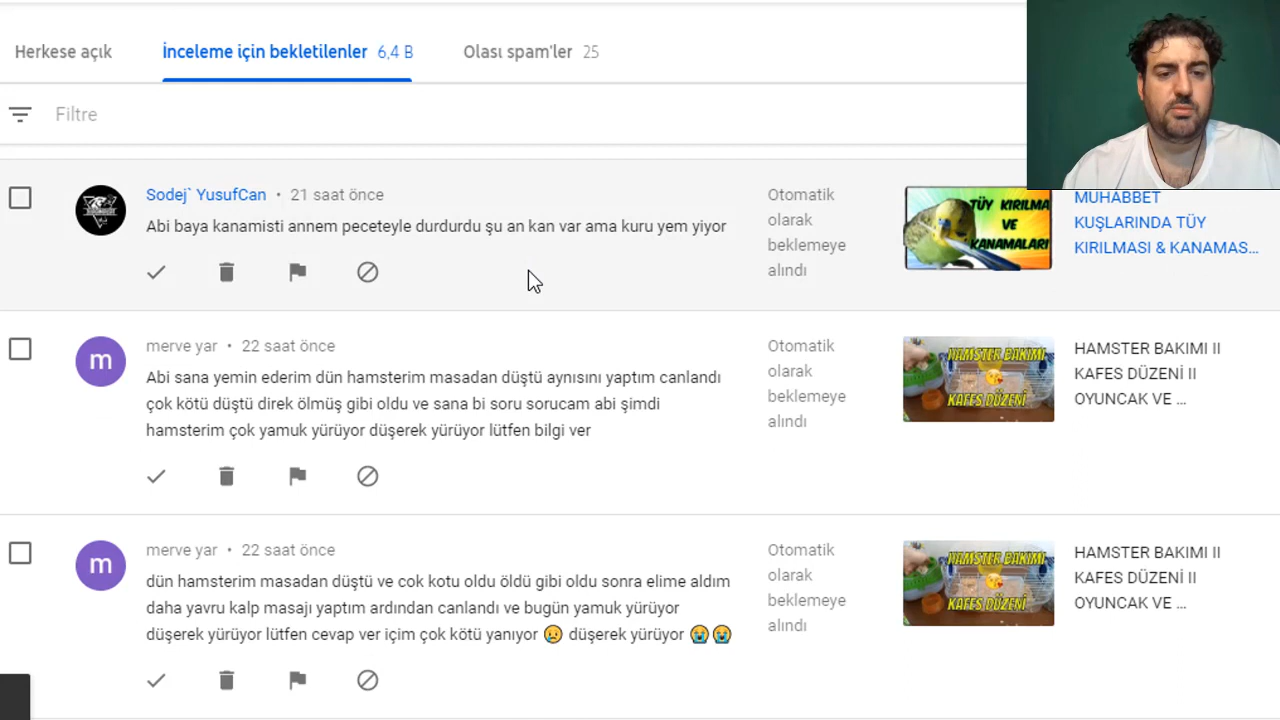 Herkese açık
İnceleme için bekletilenler 6,4 B
Olası spam'ler 25
Filtre
Sodej` YusufCan • 21 saat önce
Abi baya kanamisti annem peceteyle durdurdu şu an kan var ama kuru yem yiyor
Otomatik
olarak
beklemeye
alındı
TÜY KIRILMA
VE
KANAMALARI
MUHABBET
KUŞLARINDA TÜY
KIRILMASI & KANAMAS...
m
merve yar • 22 saat önce
Abi sana yemin ederim dün hamsterim masadan düştü aynısını yaptım canlandı
çok kötü düştü direk ölmüş gibi oldu ve sana bi soru sorucam abi şimdi
hamsterim çok yamuk yürüyor düşerek yürüyor lütfen bilgi ver
Otomatik
olarak
beklemeye
alındı
HAMSTER BAKIMI
KAFES DÜZENİ
HAMSTER BAKIMI II
KAFES DÜZENİ II
OYUNCAK VE ...
m
merve yar • 22 saat önce
dün hamsterim masadan düştü ve cok kotu oldu öldü gibi oldu sonra elime aldım
daha yavru kalp masajı yaptım ardından canlandı ve bugün yamuk yürüyor
düşerek yürüyor lütfen cevap ver içim çok kötü yanıyor 😥 düşerek yürüyor 😭😭
Otomatik
olarak
beklemeye
alındı
HAMSTER BAKIMI
KAFES DÜZENİ
HAMSTER BAKIMI II
KAFES DÜZENİ II
OYUNCAK VE ...